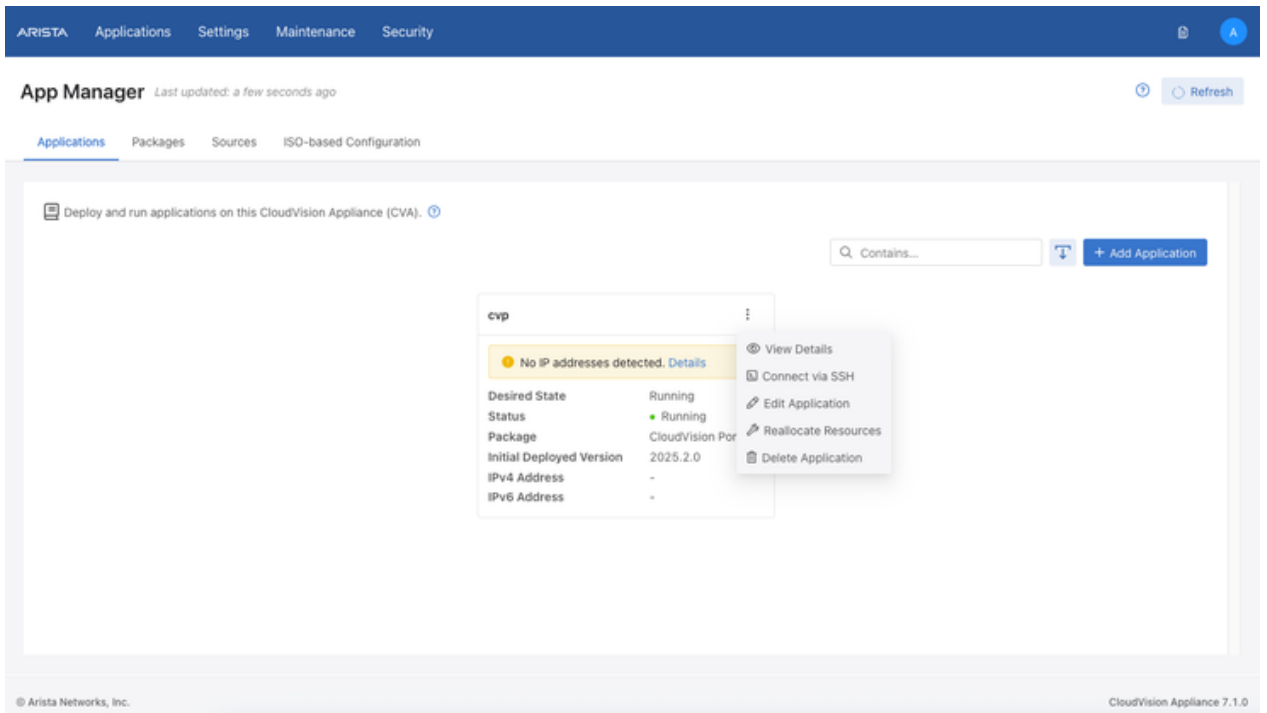 ARISTA Applications Settings Maintenance Security A
App Manager Last updated: a few seconds ago Refresh
Applications Packages Sources ISO-based Configuration
Deploy and run applications on this CloudVision Appliance (CVA).
Contains... + Add Application
cvp
No IP addresses detected. Details
Desired State Running
Status Running
Package CloudVision Por
Initial Deployed Version 2025.2.0
IPv4 Address -
IPv6 Address -
View Details
Connect via SSH
Edit Application
Reallocate Resources
Delete Application
© Arista Networks, Inc. CloudVision Appliance 7.1.0